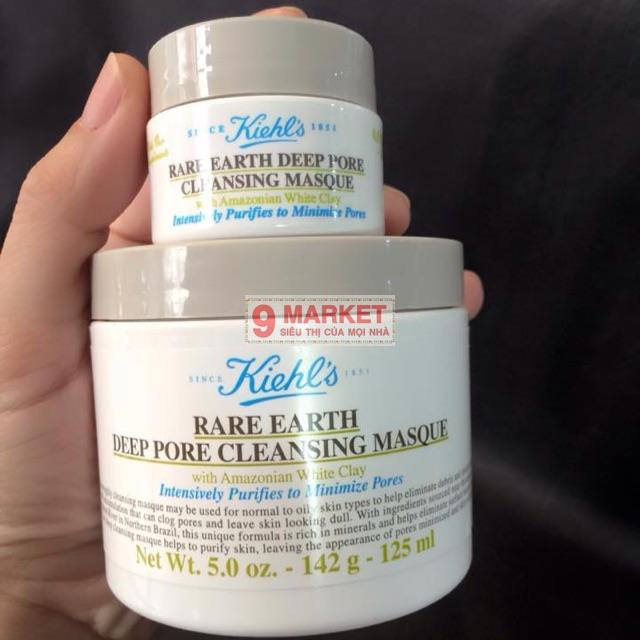 SINCE Kiehl's 1851
RARE EARTH DEEP PORE
CLEANSING MASQUE
with Amazonian White Clay
Intensively Purifies to Minimize Pores
9 MARKET
SIÊU THỊ CỦA MỌI NHÀ
SINCE Kiehl's 1851
RARE EARTH
DEEP PORE CLEANSING MASQUE
with Amazonian White Clay
Intensively Purifies to Minimize Pores
cleansing masque may be used for normal to oily skin types to help eliminate debris and
that can clog pores and leave skin looking dull. With ingredients sourced
in Northern Brazil, this unique formula is rich in minerals and helps eliminate
cleansing masque helps to purify skin, leaving the appearance of pores minimized
Net Wt. 5.0 oz. - 142 g - 125 ml